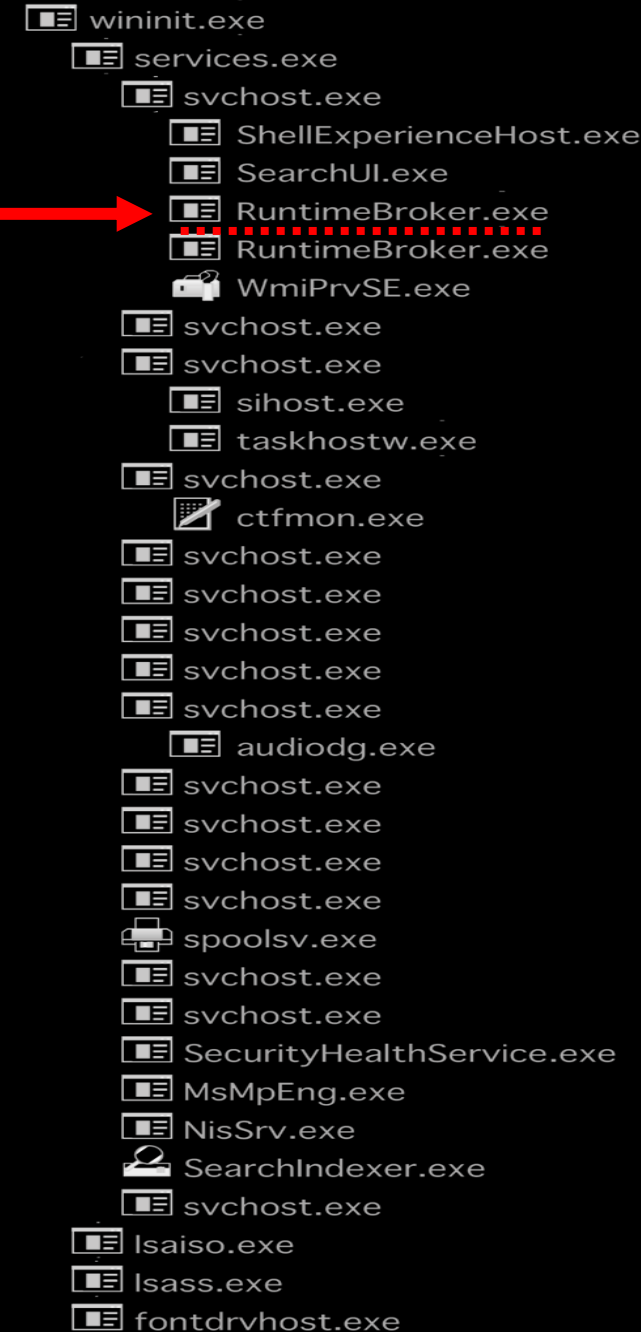 wininit.exe
services.exe
svchost.exe
ShellExperienceHost.exe
SearchUI.exe
RuntimeBroker.exe
RuntimeBroker.exe
WmiPrvSE.exe
svchost.exe
svchost.exe
sihost.exe
taskhostw.exe
svchost.exe
ctfmon.exe
svchost.exe
svchost.exe
svchost.exe
svchost.exe
svchost.exe
audiodg.exe
svchost.exe
svchost.exe
svchost.exe
svchost.exe
spoolsv.exe
svchost.exe
svchost.exe
SecurityHealthService.exe
MsMpEng.exe
NisSrv.exe
SearchIndexer.exe
svchost.exe
lsaiso.exe
lsass.exe
fontdrvhost.exe